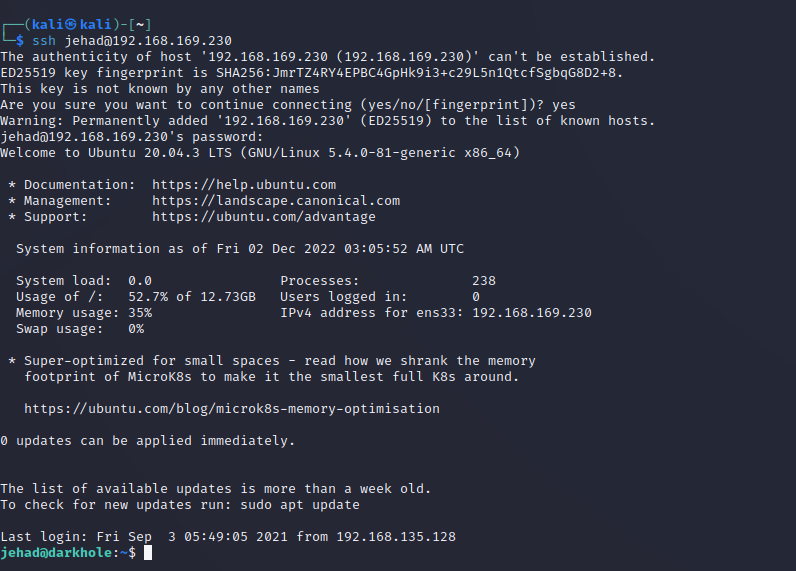 ┌──(kali㉿kali)-[~]
└─$ ssh jehad@192.168.169.230
The authenticity of host '192.168.169.230 (192.168.169.230)' can't be established.
ED25519 key fingerprint is SHA256:JmrTZ4RY4EPBC4GpHk9i3+c29L5n1QtcfSgbqG8D2+8.
This key is not known by any other names
Are you sure you want to continue connecting (yes/no/[fingerprint])? yes
Warning: Permanently added '192.168.169.230' (ED25519) to the list of known hosts.
jehad@192.168.169.230's password:
Welcome to Ubuntu 20.04.3 LTS (GNU/Linux 5.4.0-81-generic x86_64)
* Documentation:  https://help.ubuntu.com
* Management:     https://landscape.canonical.com
* Support:        https://ubuntu.com/advantage
System information as of Fri 02 Dec 2022 03:05:52 AM UTC
System load:  0.0                Processes:              238
Usage of /:   52.7% of 12.73GB   Users logged in:        0
Memory usage: 35%                IPv4 address for ens33: 192.168.169.230
Swap usage:   0%
* Super-optimized for small spaces - read how we shrank the memory
footprint of MicroK8s to make it the smallest full K8s around.
https://ubuntu.com/blog/microk8s-memory-optimisation
0 updates can be applied immediately.
The list of available updates is more than a week old.
To check for new updates run: sudo apt update
Last login: Fri Sep  3 05:49:05 2021 from 192.168.135.128
jehad@darkhole:~$